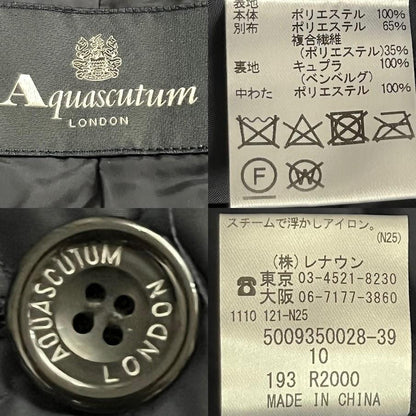 Aquascutum
LONDON
表地
本体 ポリエステル 100%
別布 ポリエステル 65%
複合繊維
(ポリエステル)35%
裏地 キュプラ 100%
(ベンベルグ)
中わた ポリエステル 100%
F
W
AQUASCUTUM
LONDON
スチームで浮かしアイロン。
(N25)
(株) レナウン
☎東京 03-4521-8230
☎大阪 06-7177-3860
1110 121-N25
5009350028-39
10
193 R2000
MADE IN CHINA